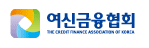 여신금융협회
THE CREDIT FINANCE ASSOCIATION OF KOREA